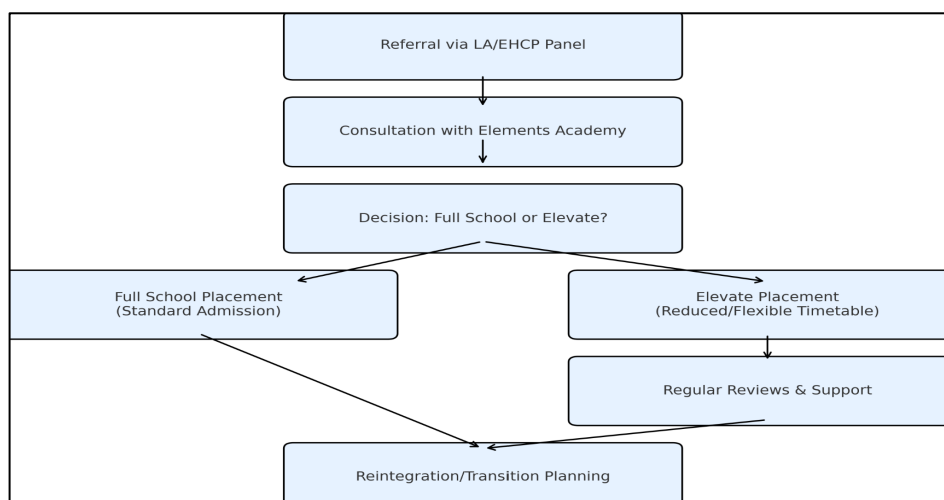 Referral via LA/EHCP Panel
Consultation with Elements Academy
Decision: Full School or Elevate?
Full School Placement
(Standard Admission)
Elevate Placement
(Reduced/Flexible Timetable)
Regular Reviews & Support
Reintegration/Transition Planning